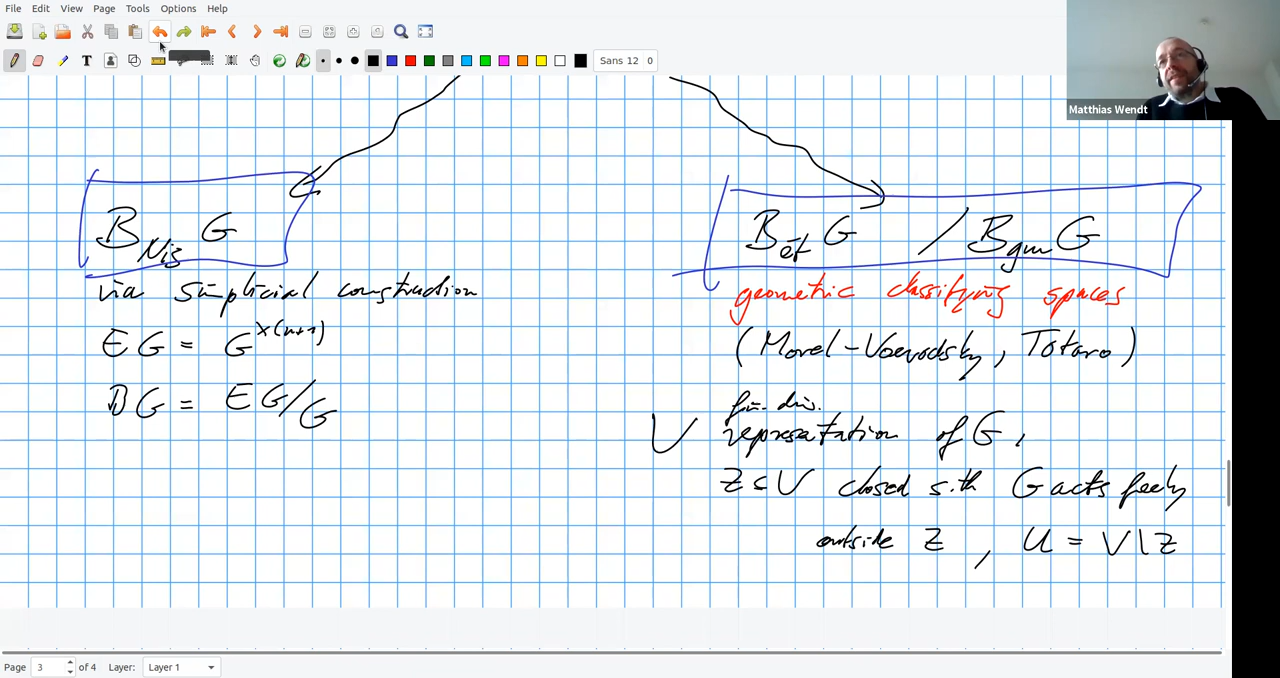 File Edit View Page Tools Options Help
Sans 12 0
Matthias Wendt
B_Nis G
via simplicial construction
EG = G^×(n+1)
BG = EG/G
B_ét G / B_gm G
geometric classifying spaces
(Morel-Voevodsky, Totaro)
fin. dim.
V representation of G,
Z ⊂ V closed s.th G acts freely
outside Z, U = V \ Z
Page 3 of 4 Layer: Layer 1